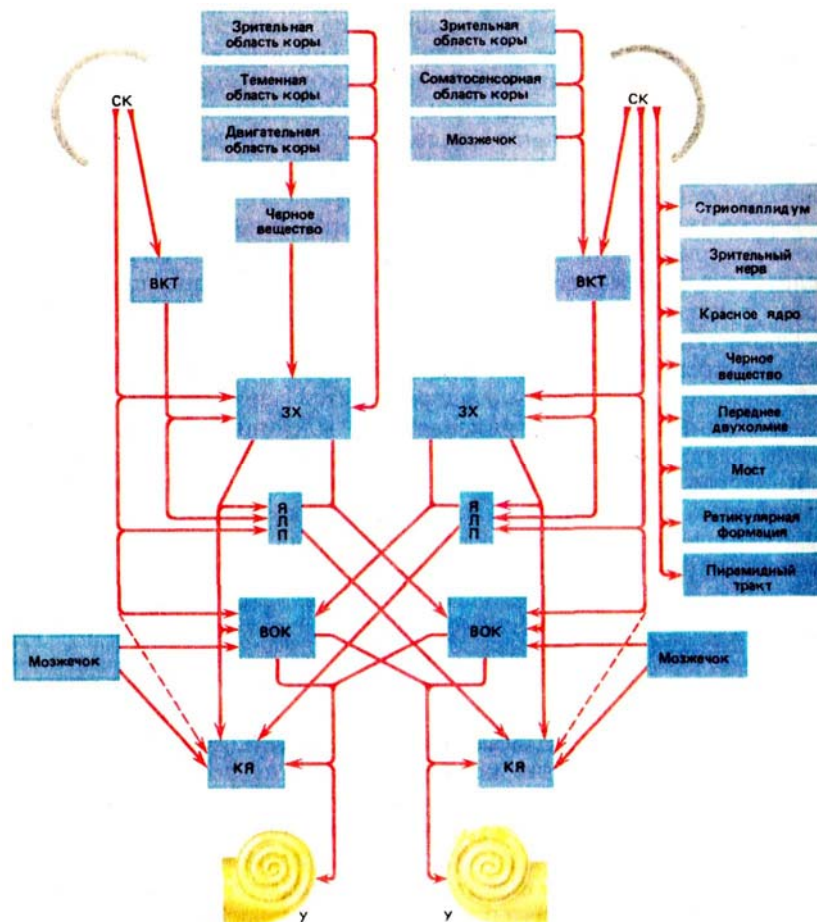 Зрительная
область коры
Теменная
область коры
Двигательная
область коры
Черное
вещество
Зрительная
область коры
Соматосенсорная
область коры
Мозжечок
СК
СК
ВКТ
ВКТ
Стриопаллидум
Зрительный
нерв
Красное ядро
Черное
вещество
Переднее
двухолмие
Мост
Ретикулярная
формация
Пирамидный
тракт
ЗХ
ЗХ
Я
Л
П
Я
Л
П
ВОК
ВОК
Мозжечок
Мозжечок
КЯ
КЯ
У
У